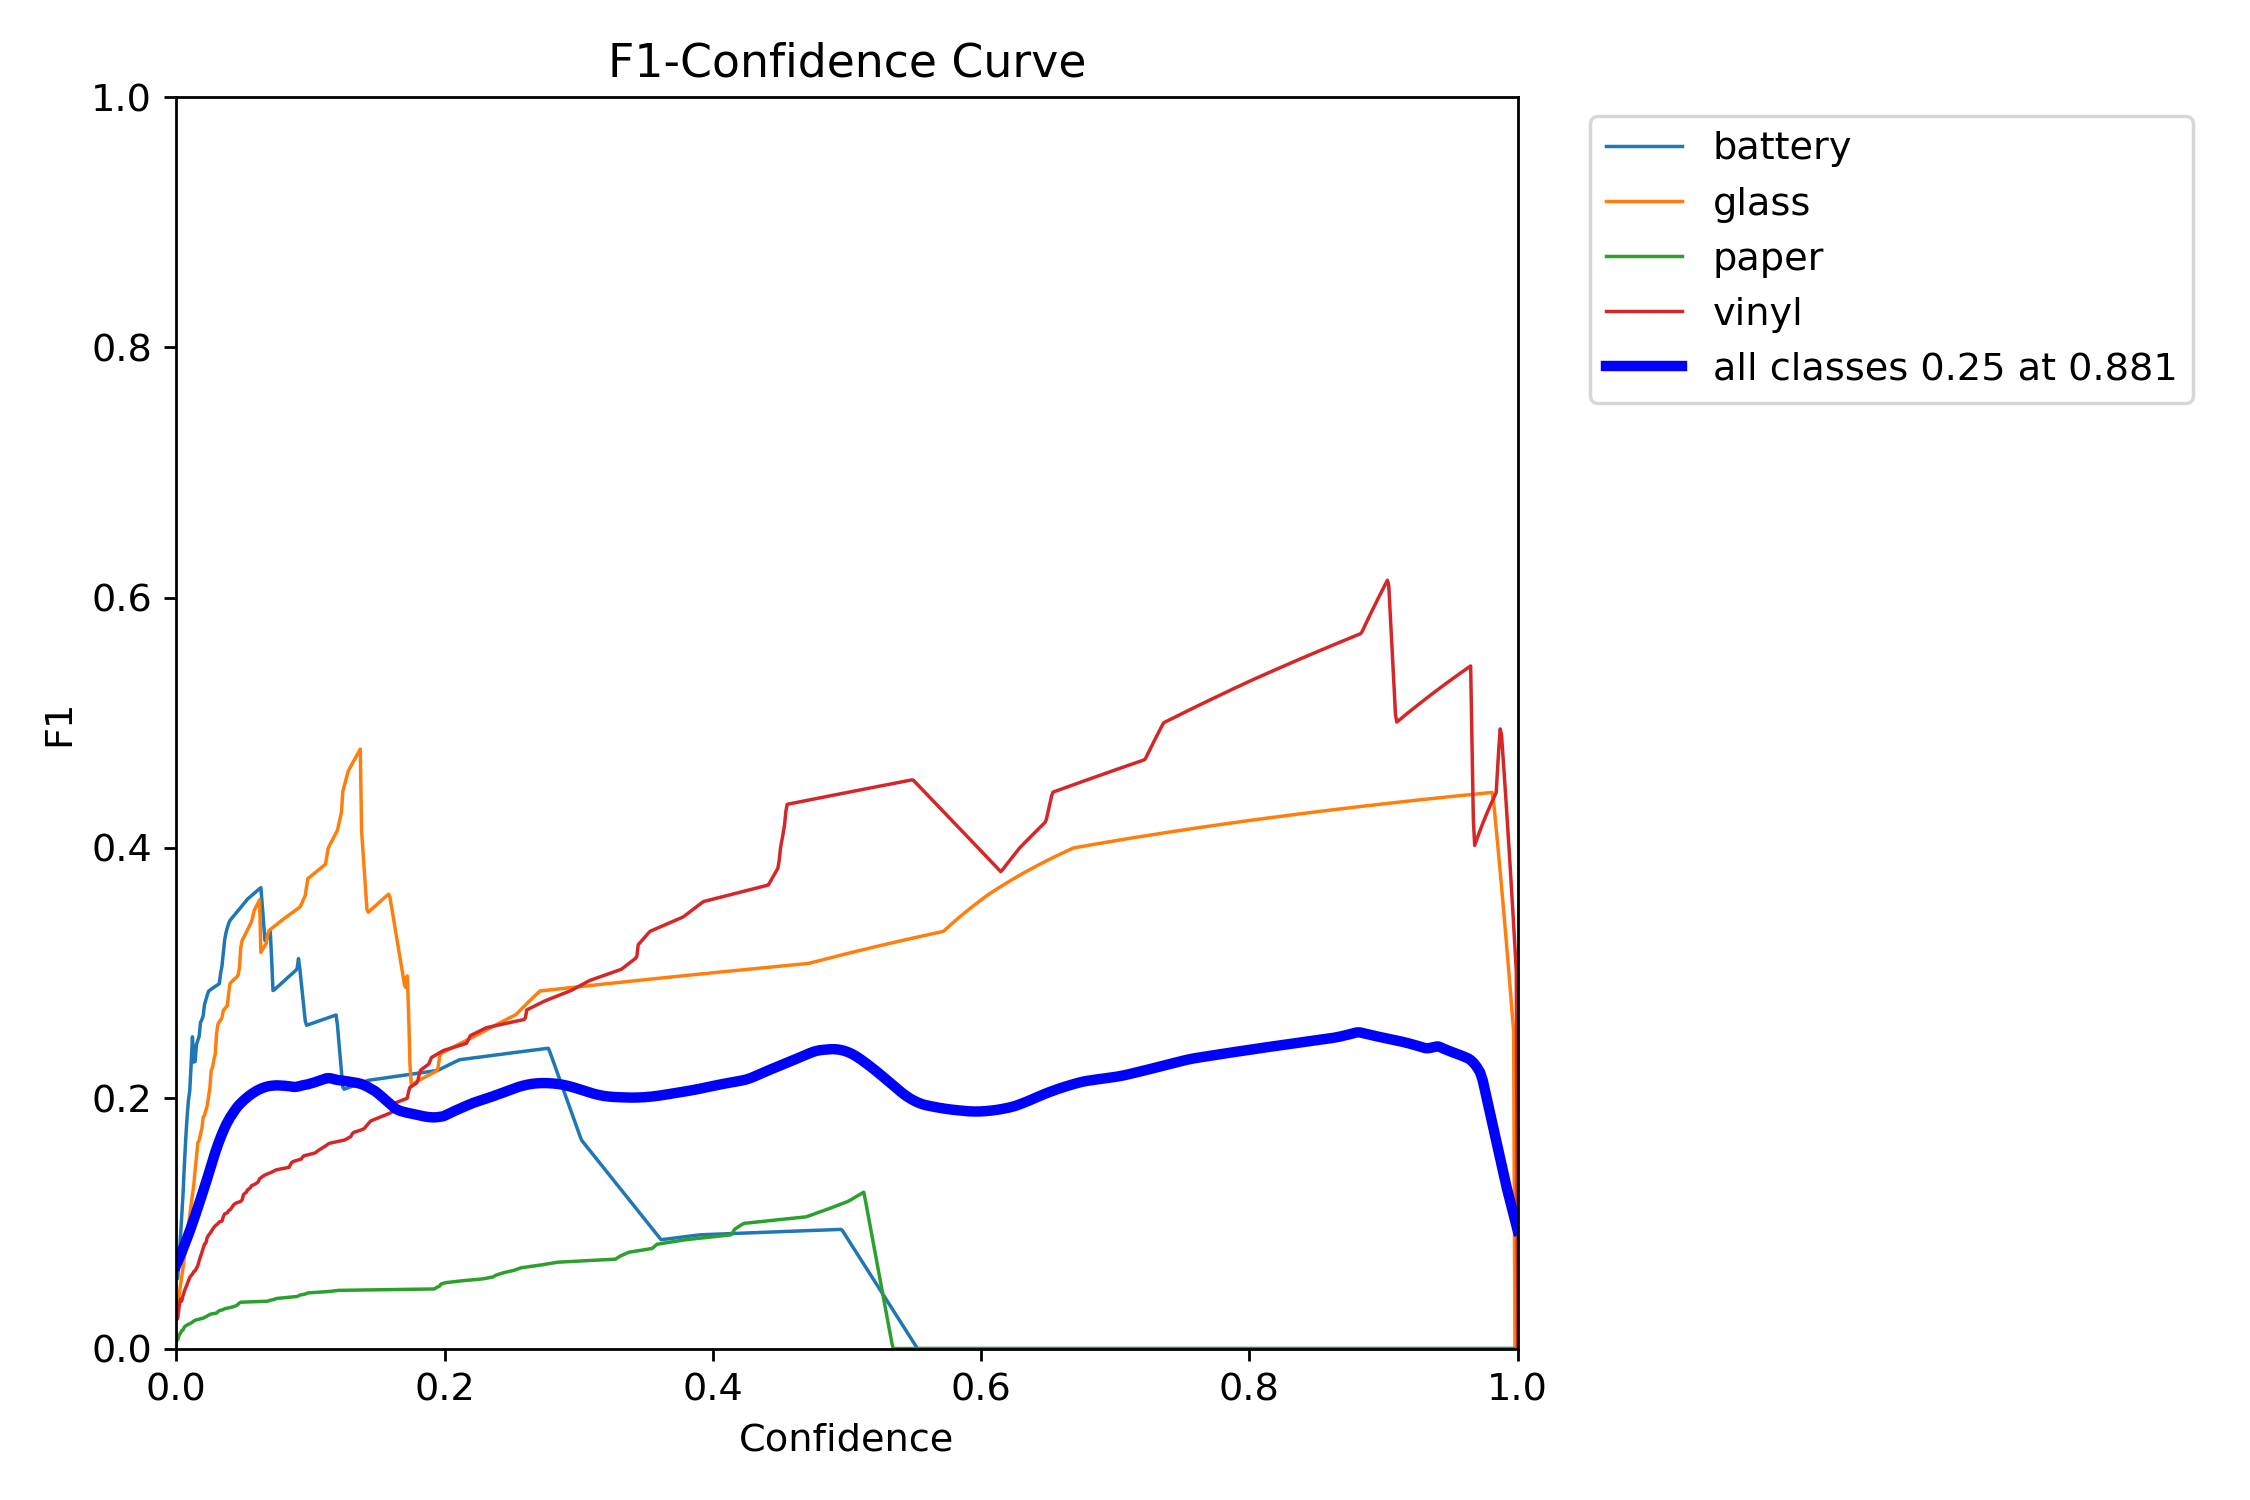 F1-Confidence Curve
1.0
0.8
0.6
0.4
0.2
0.0
F1
0.0 0.2 0.4 0.6 0.8 1.0
Confidence
battery
glass
paper
vinyl
all classes 0.25 at 0.881